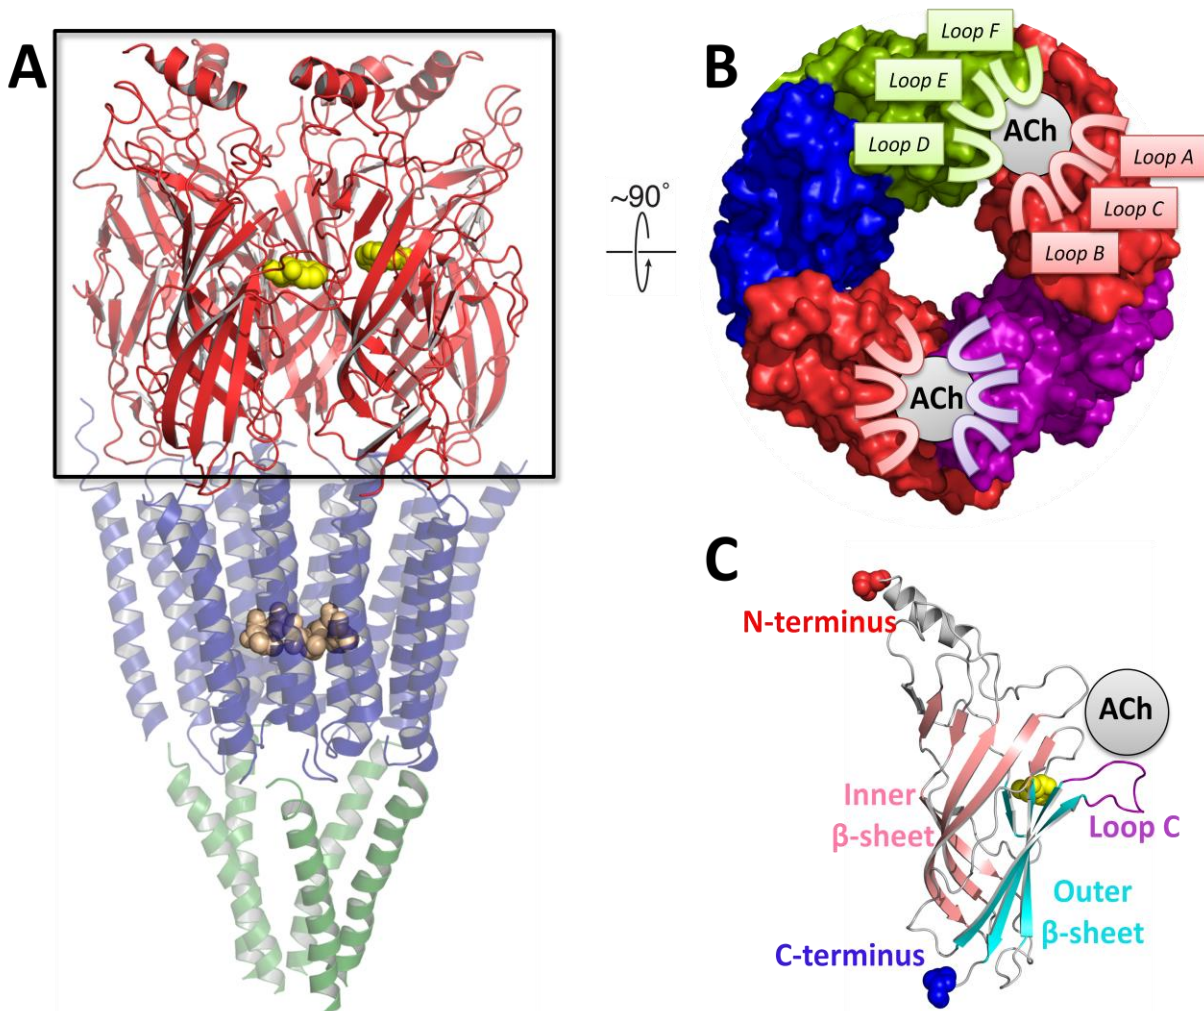 A
B
Loop F
Loop E
Loop D
ACh
Loop A
Loop C
Loop B
~90°
ACh
C
N-terminus
ACh
Inner
β-sheet
Loop C
Outer
β-sheet
C-terminus